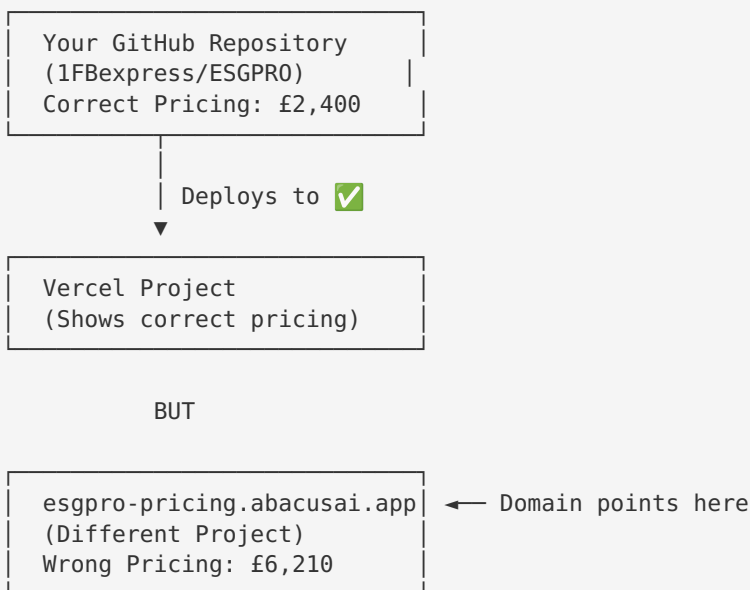 Your GitHub Repository
(1FBexpress/ESGPRO)
Correct Pricing: £2,400
Deploys to ✅
Vercel Project
(Shows correct pricing)
BUT
esgpro-pricing.abacusai.app ◄── Domain points here
(Different Project)
Wrong Pricing: £6,210